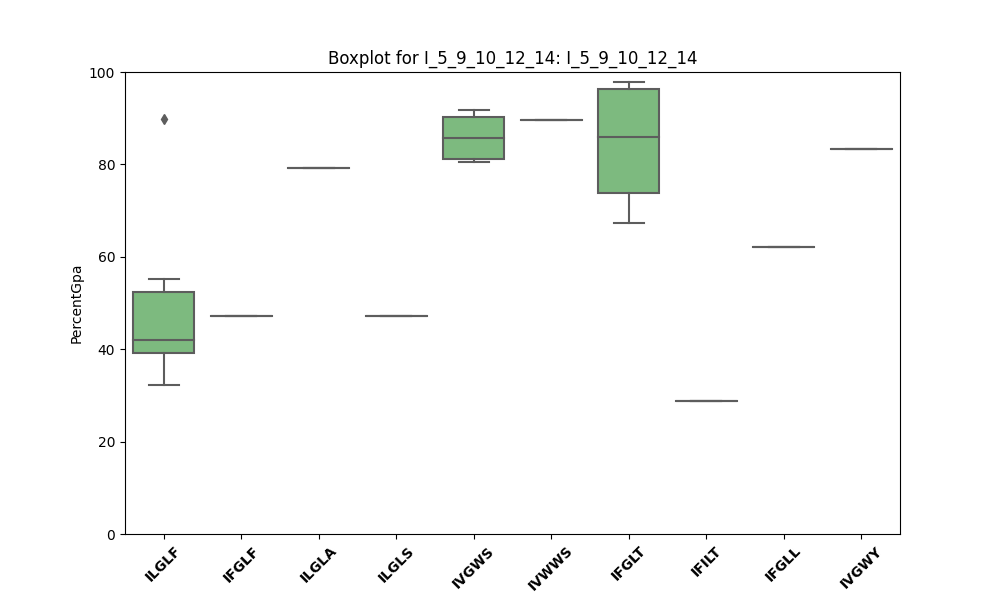 Boxplot for I_5_9_10_12_14: I_5_9_10_12_14
100
80
60
40
20
0
PercentGpa
ILGLF
IFGLF
ILGLA
ILGLS
IVGWS
IVWWS
IFGLT
IFILT
IFGLL
IVGWY